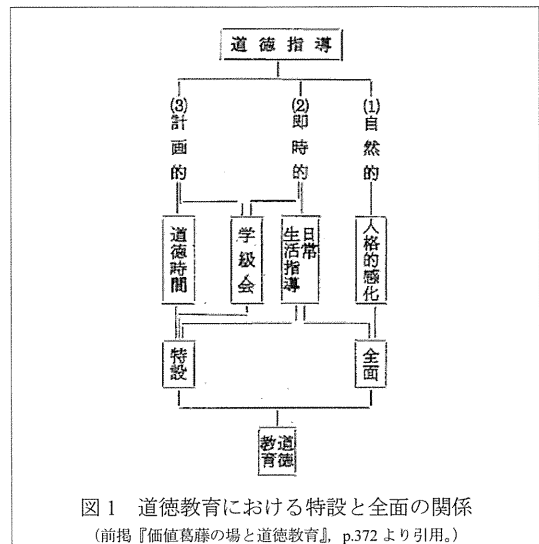 道徳指導
(1)自然的
(2)即時的
(3)計画的
人格的感化
日常
生活指導
学級会
道徳時間
全面
特設
道徳
教育
図1 道徳教育における特設と全面の関係
(前掲『価値葛藤の場と道徳教育』, p.372 より引用。)